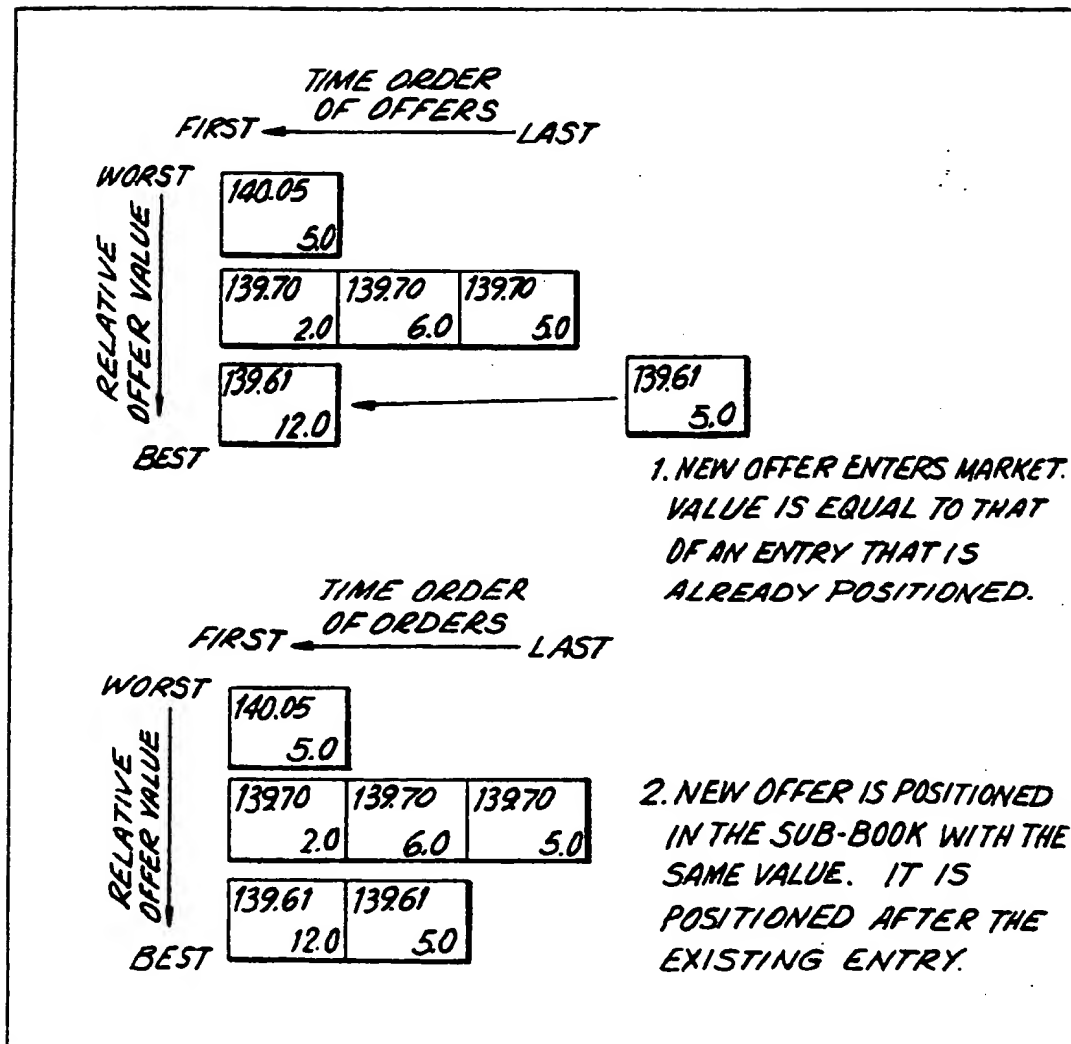 TIME ORDER
OF OFFERS
FIRST LAST
WORST
RELATIVE
OFFER VALUE
BEST
140.05
5.0
139.70 139.70 139.70
2.0 6.0 5.0
139.61 139.61
12.0 5.0
1. NEW OFFER ENTERS MARKET.
VALUE IS EQUAL TO THAT
OF AN ENTRY THAT IS
ALREADY POSITIONED.
TIME ORDER
OF ORDERS
FIRST LAST
WORST
RELATIVE
OFFER VALUE
BEST
140.05
5.0
139.70 139.70 139.70
2.0 6.0 5.0
139.61 139.61
12.0 5.0
2. NEW OFFER IS POSITIONED
IN THE SUB-BOOK WITH THE
SAME VALUE. IT IS
POSITIONED AFTER THE
EXISTING ENTRY.